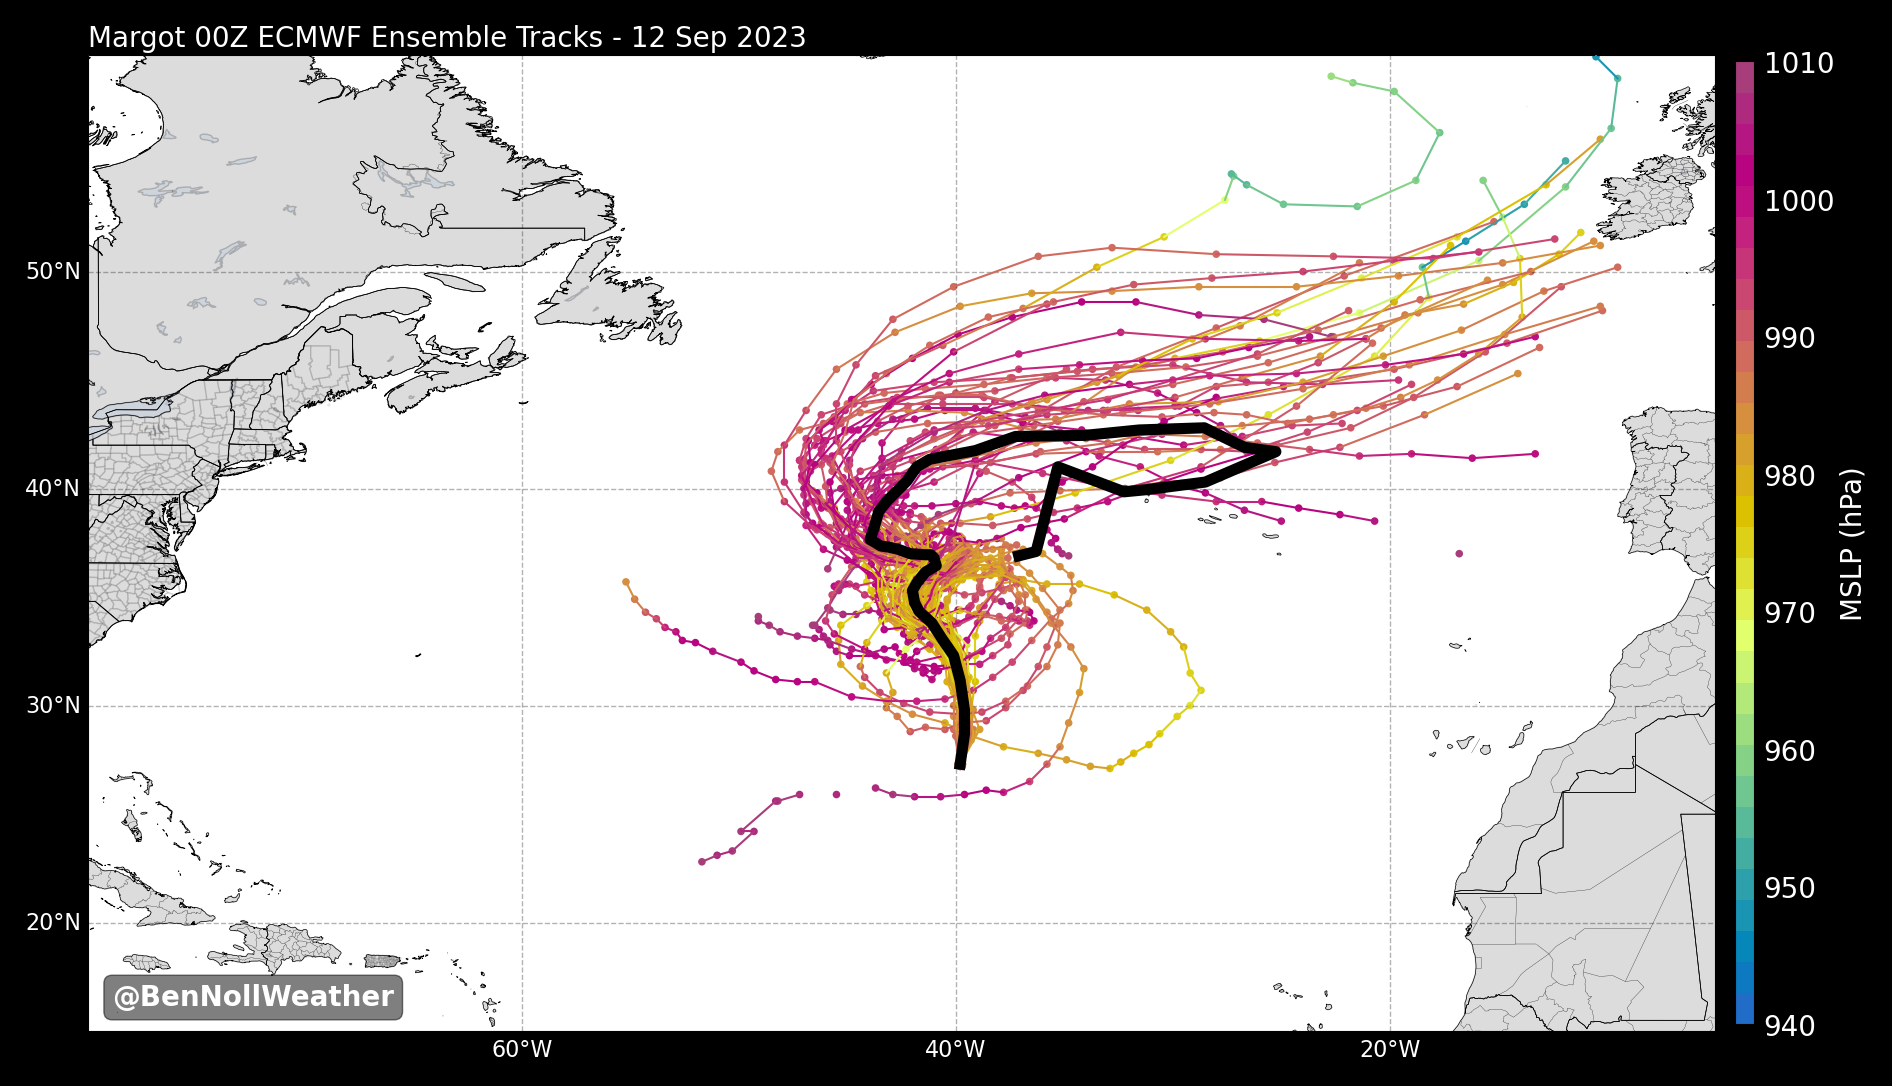 Margot 00Z ECMWF Ensemble Tracks - 12 Sep 2023
50°N
40°N
30°N
20°N
60°W
40°W
20°W
@BenNollWeather
1010
1000
990
980
970
960
950
940
MSLP (hPa)